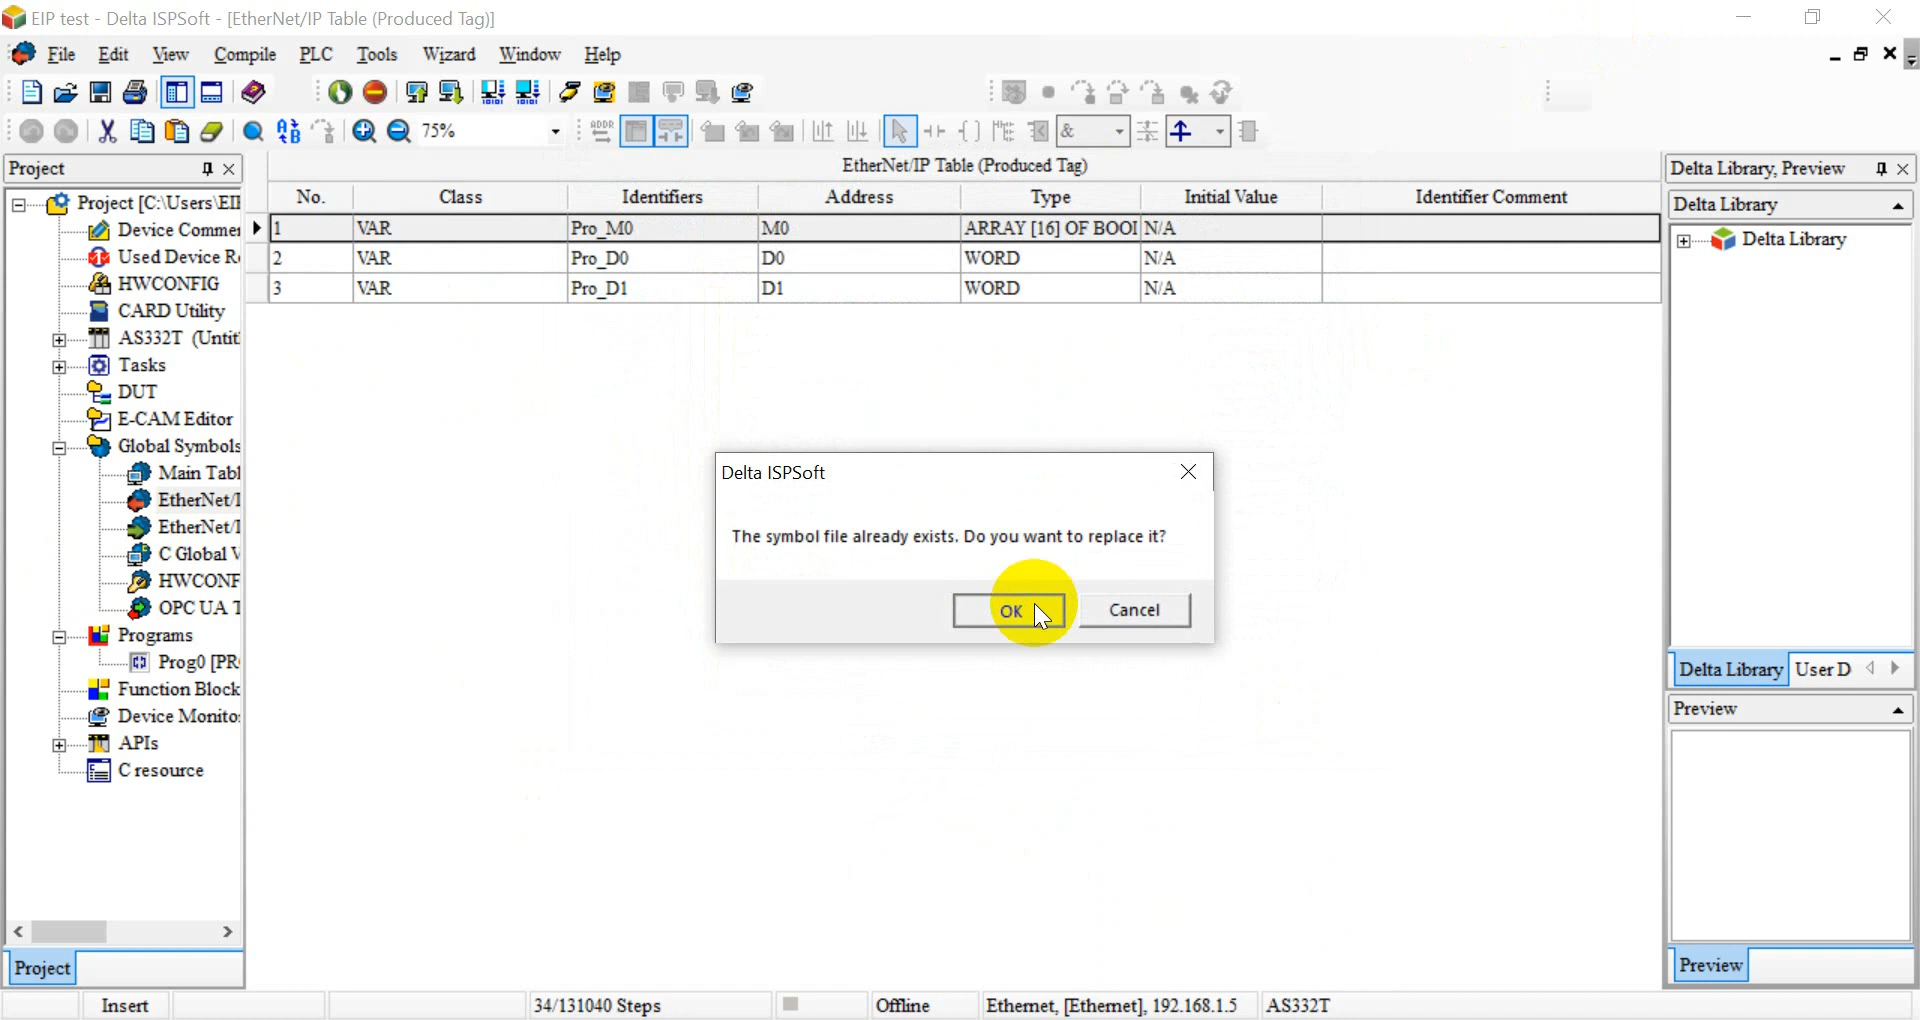 EIP test - Delta ISPSoft - [EtherNet/IP Table (Produced Tag)]
File Edit View Compile PLC Tools Wizard Window Help
75%
ADDR
&
Project
Project [C:\Users\EI
Device Commer
Used Device R
HWCONFIG
CARD Utility
AS332T (Untit
Tasks
DUT
E-CAM Editor
Global Symbols
Main Tabl
EtherNet/I
EtherNet/I
C Global V
HWCONF
OPC UA T
Programs
Prog0 [PR
Function Block
Device Monito
APIs
C resource
Project
EtherNet/IP Table (Produced Tag)
No. Class Identifiers Address Type Initial Value Identifier Comment
1 VAR Pro_M0 M0 ARRAY [16] OF BOOl N/A
2 VAR Pro_D0 D0 WORD N/A
3 VAR Pro_D1 D1 WORD N/A
Delta ISPSoft
The symbol file already exists. Do you want to replace it?
OK Cancel
Delta Library, Preview
Delta Library
Delta Library
Delta Library User D
Preview
Preview
Insert 34/131040 Steps Offline Ethernet, [Ethernet], 192.168.1.5 AS332T